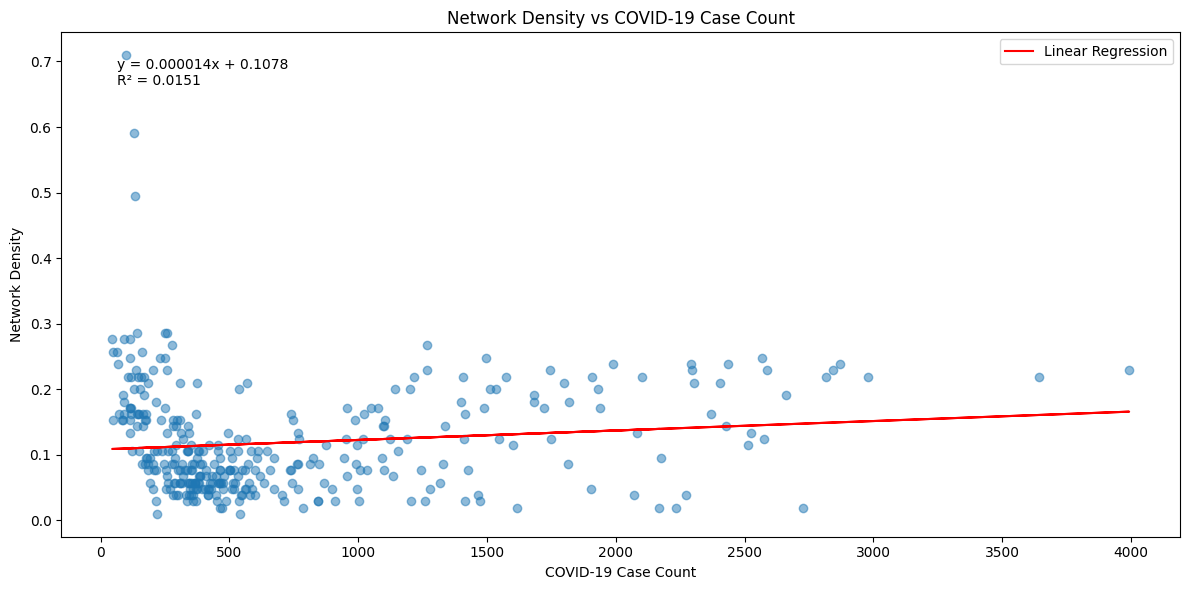 Network Density vs COVID-19 Case Count
y = 0.000014x + 0.1078
R² = 0.0151
Linear Regression
Network Density
0.7
0.6
0.5
0.4
0.3
0.2
0.1
0.0
0
500
1000
1500
2000
2500
3000
3500
4000
COVID-19 Case Count